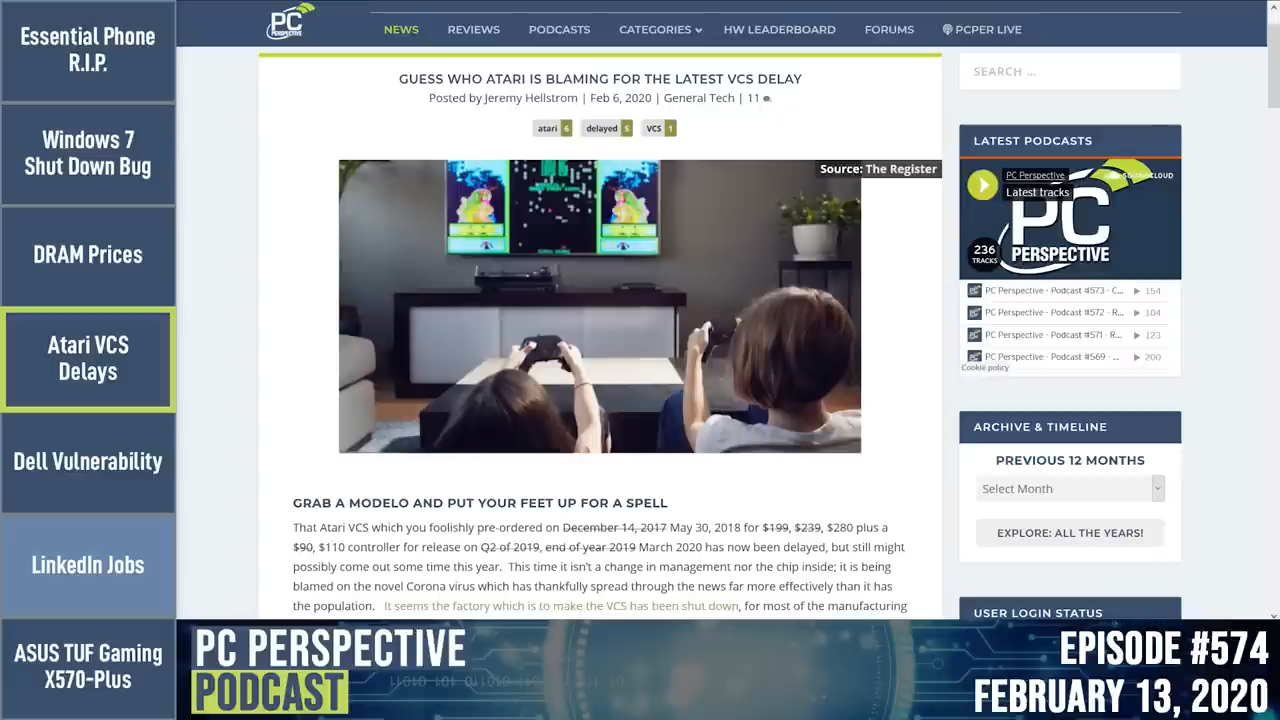 Essential Phone
R.I.P.
Windows 7
Shut Down Bug
DRAM Prices
Atari VCS
Delays
Dell Vulnerability
LinkedIn Jobs
ASUS TUF Gaming
X570-Plus
PC
PERSPECTIVE
NEWS REVIEWS PODCASTS CATEGORIES HW LEADERBOARD FORUMS PCPER LIVE
GUESS WHO ATARI IS BLAMING FOR THE LATEST VCS DELAY
Posted by Jeremy Hellstrom | Feb 6, 2020 | General Tech | 11
atari 6 delayed 5 VCS 1
Source: The Register
GRAB A MODELO AND PUT YOUR FEET UP FOR A SPELL
That Atari VCS which you foolishly pre-ordered on December 14, 2017 May 30, 2018 for $199, $239, $280 plus a
$90, $110 controller for release on Q2 of 2019, end of year 2019 March 2020 has now been delayed, but still might
possibly come out some time this year. This time it isn't a change in management nor the chip inside; it is being
blamed on the novel Corona virus which has thankfully spread through the news far more effectively than it has
the population. It seems the factory which is to make the VCS has been shut down, for most of the manufacturing
SEARCH ...
LATEST PODCASTS
PC Perspective
Latest tracks
PC
PERSPECTIVE
236
TRACKS
PC Perspective - Podcast #573 - C... 154
PC Perspective - Podcast #572 - R... 104
PC Perspective - Podcast #571 - R... 123
PC Perspective - Podcast #569 - ... 200
Cookie policy
ARCHIVE & TIMELINE
PREVIOUS 12 MONTHS
Select Month
EXPLORE: ALL THE YEARS!
USER LOGIN STATUS
PC PERSPECTIVE
PODCAST
EPISODE #574
FEBRUARY 13, 2020